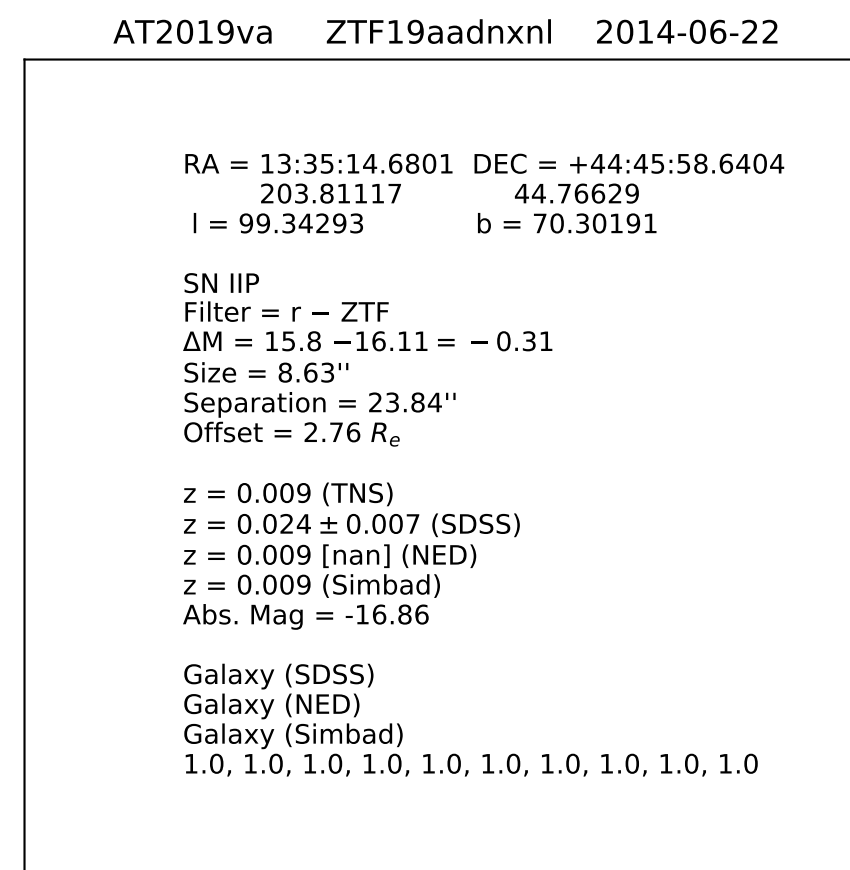 AT2019va ZTF19aadnxnl 2014-06-22
RA = 13:35:14.6801 DEC = +44:45:58.6404
203.81117 44.76629
l = 99.34293 b = 70.30191
SN IIP
Filter = r − ZTF
ΔM = 15.8 −16.11 = −0.31
Size = 8.63''
Separation = 23.84''
Offset = 2.76 Re
z = 0.009 (TNS)
z = 0.024 ± 0.007 (SDSS)
z = 0.009 [nan] (NED)
z = 0.009 (Simbad)
Abs. Mag = -16.86
Galaxy (SDSS)
Galaxy (NED)
Galaxy (Simbad)
1.0, 1.0, 1.0, 1.0, 1.0, 1.0, 1.0, 1.0, 1.0, 1.0